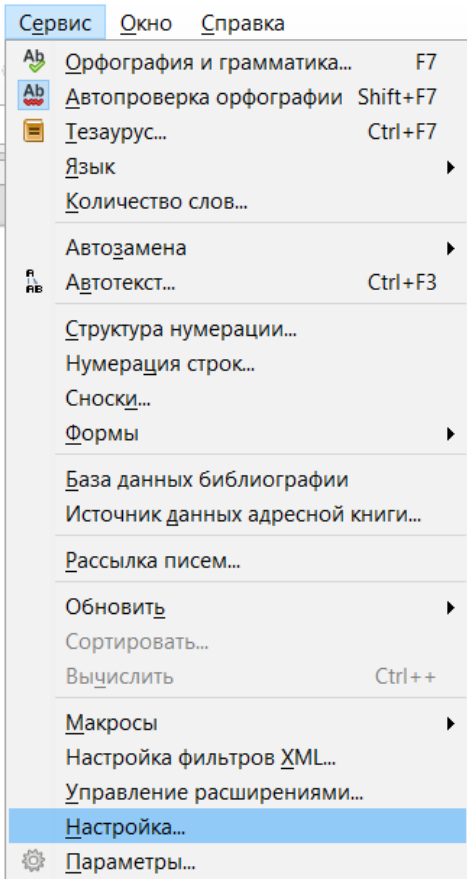 Сервис Окно Справка
Орфография и грамматика... F7
Автопроверка орфографии Shift+F7
Тезаурус... Ctrl+F7
Язык
Количество слов...
Автозамена
Автотекст... Ctrl+F3
Структура нумерации...
Нумерация строк...
Сноски...
Формы
База данных библиографии
Источник данных адресной книги...
Рассылка писем...
Обновить
Сортировать...
Вычислить Ctrl++
Макросы
Настройка фильтров XML...
Управление расширениями...
Настройка...
Параметры...